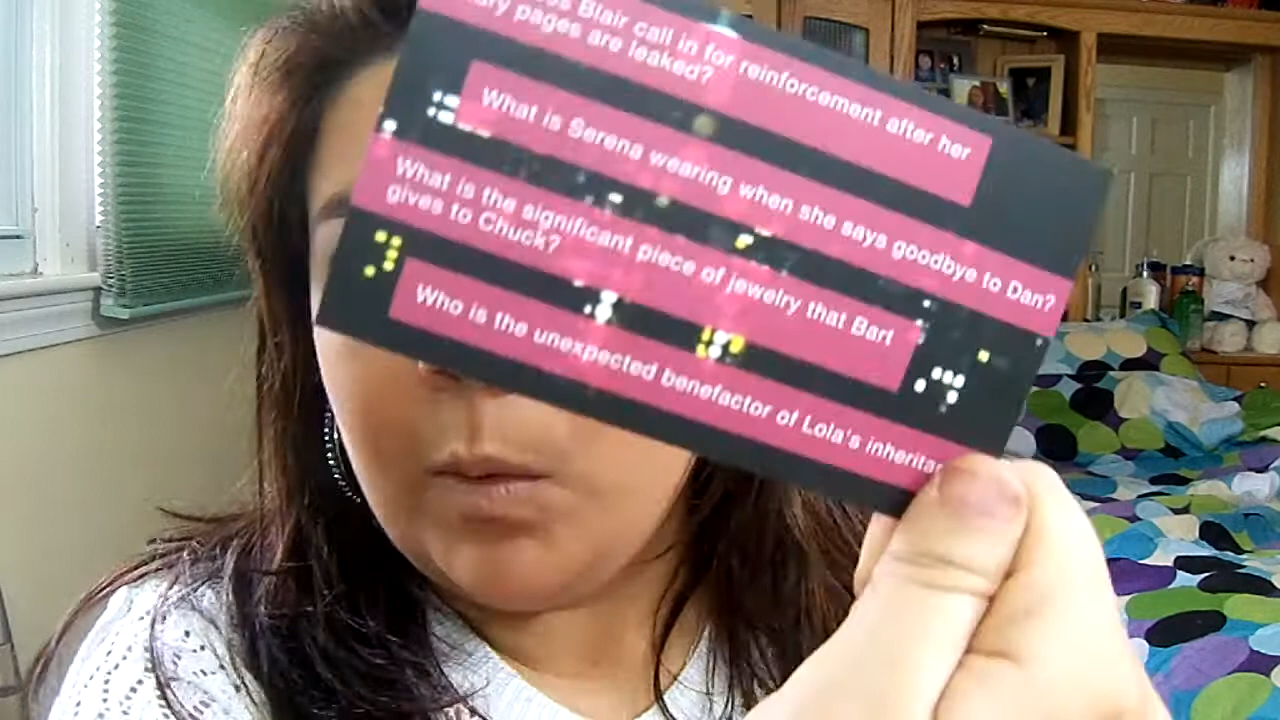 Blair call in for reinforcement after her
pages are leaked?
What is Serena wearing when she says goodbye to Dan?
What is the significant piece of jewelry that Bart
gives to Chuck?
Who is the unexpected benefactor of Lola's